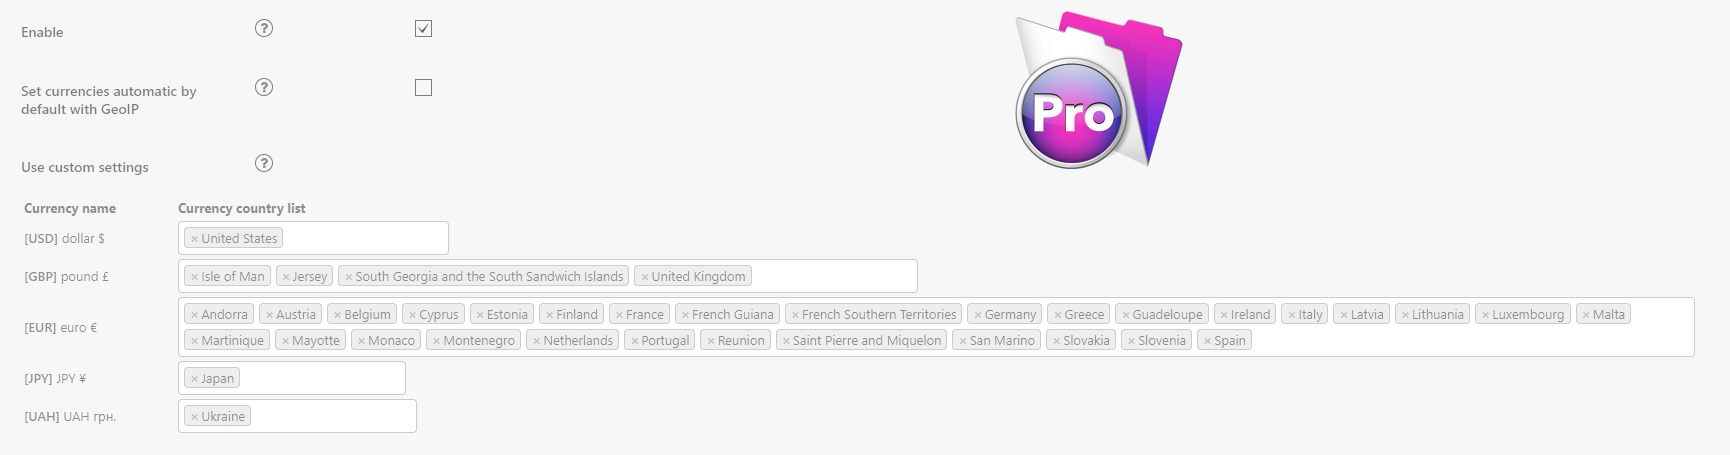 Enable ?
Pro
Set currencies automatic by ?
default with GeoIP
Use custom settings ?
Currency name Currency country list
[USD] dollar $ × United States
[GBP] pound £ × Isle of Man × Jersey × South Georgia and the South Sandwich Islands × United Kingdom
[EUR] euro € × Andorra × Austria × Belgium × Cyprus × Estonia × Finland × France × French Guiana × French Southern Territories × Germany × Greece × Guadeloupe × Ireland × Italy × Latvia × Lithuania × Luxembourg × Malta
× Martinique × Mayotte × Monaco × Montenegro × Netherlands × Portugal × Reunion × Saint Pierre and Miquelon × San Marino × Slovakia × Slovenia × Spain
[JPY] JPY ¥ × Japan
[UAH] UAH грн. × Ukraine